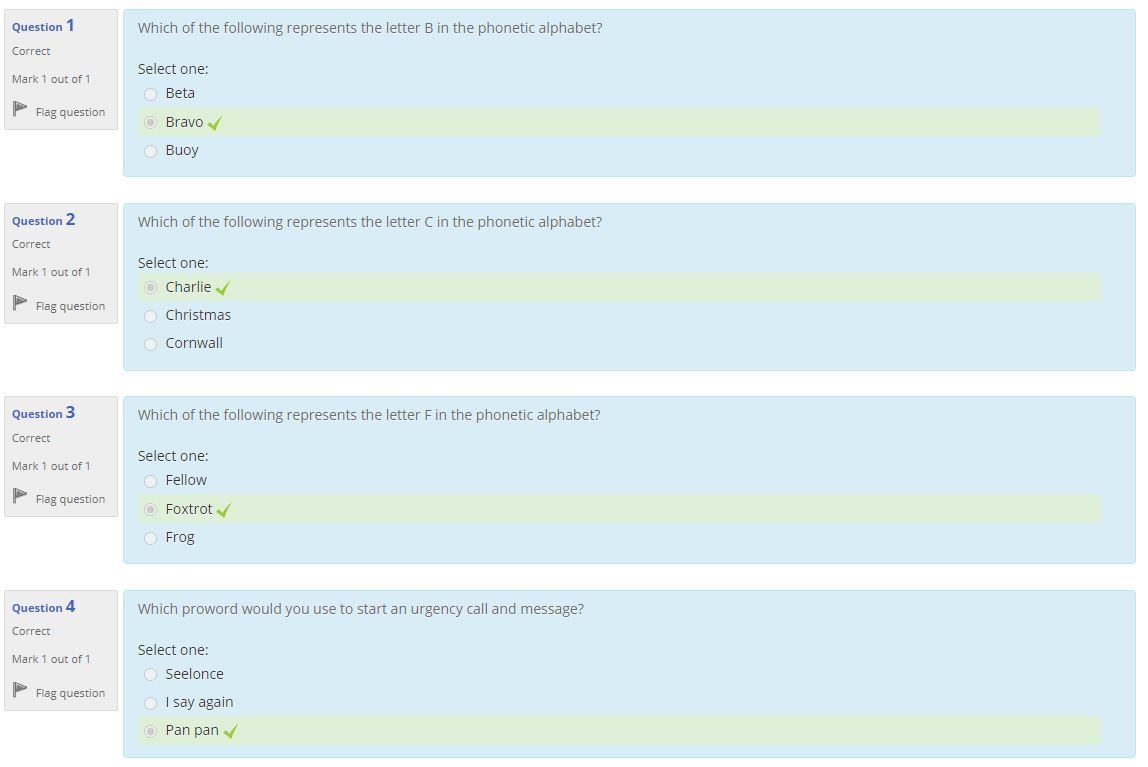 Question 1
Correct
Mark 1 out of 1
Flag question
Which of the following represents the letter B in the phonetic alphabet?
Select one:
Beta
Bravo
Buoy
Question 2
Correct
Mark 1 out of 1
Flag question
Which of the following represents the letter C in the phonetic alphabet?
Select one:
Charlie
Christmas
Cornwall
Question 3
Correct
Mark 1 out of 1
Flag question
Which of the following represents the letter F in the phonetic alphabet?
Select one:
Fellow
Foxtrot
Frog
Question 4
Correct
Mark 1 out of 1
Flag question
Which proword would you use to start an urgency call and message?
Select one:
Seelonce
I say again
Pan pan